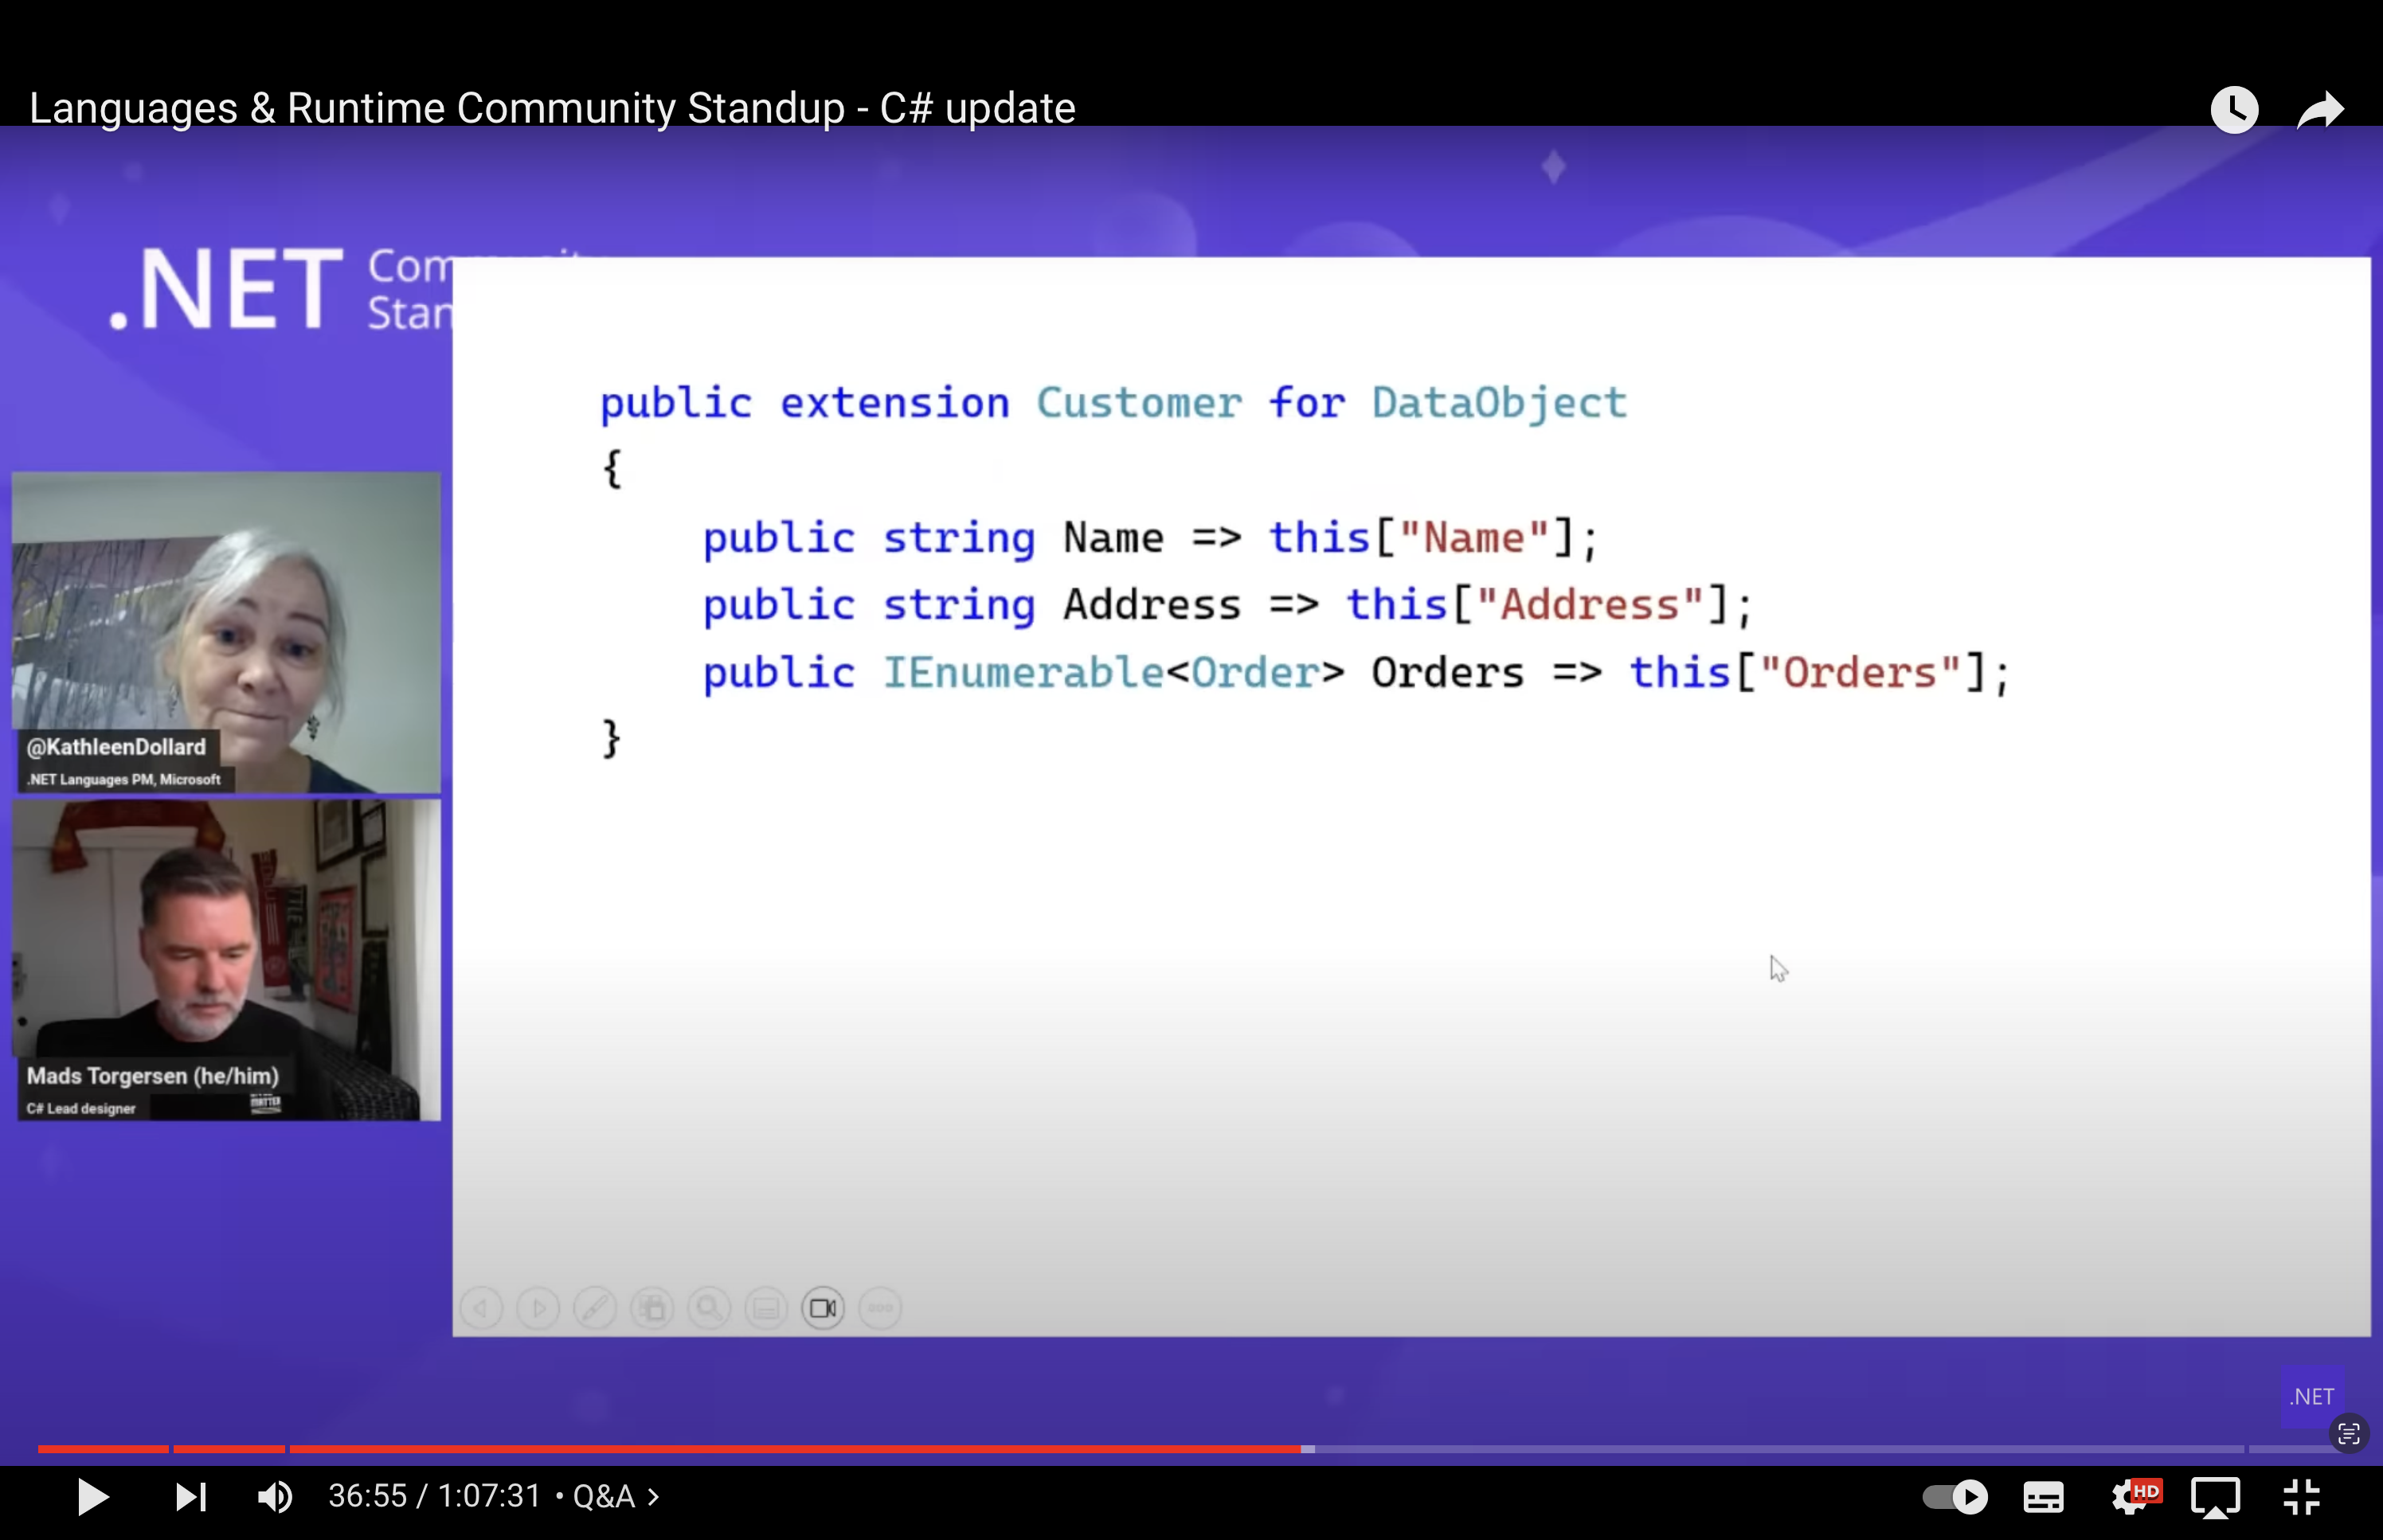 Languages & Runtime Community Standup - C# update
.NET
public extension Customer for DataObject
{
public string Name => this["Name"];
public string Address => this["Address"];
public IEnumerable<Order> Orders => this["Orders"];
}
@KathleenDollard
.NET Languages PM, Microsoft
Mads Torgersen (he/him)
C# Lead designer
MATTER
.NET
36:55 / 1:07:31 • Q&A >
HD